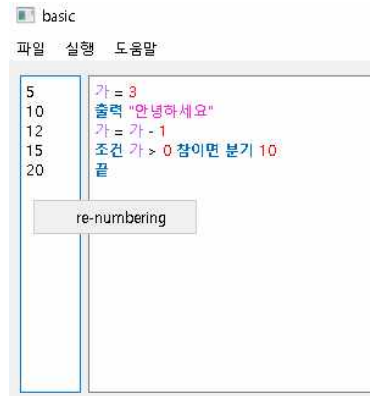 basic
파일 실행 도움말
5 가 = 3
10 출력 "안녕하세요"
12 가 = 가 - 1
15 조건 가 > 0 참이면 분기 10
20 끝
re-numbering